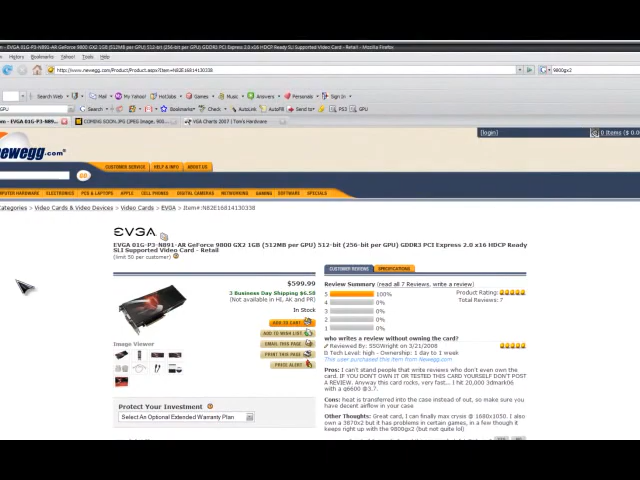 EVGA 01G-P3-N891-AR GeForce 9800 GX2 1GB (512MB per GPU) 512-bit (256-bit per GPU) GDDR3 PCI Express 2.0 x16 HDCP Ready SLI Supported Video Card - Retail - Mozilla Firefox
History Bookmarks Yahoo! Tools Help
http://www.newegg.com/Product/Product.aspx?Item=N82E16814130338
9800gx2
Search Web Mail My Yahoo! HotJobs Games Music Answers Personals Sign In
GPU Search Bookmarks Check AutoLink AutoFill Send to PS3 GPU
EVGA 01G-P3-N89... COMING SOON.JPG (JPEG Image, 900... VGA Charts 2007 | Tom's Hardware
[login] 0 Items ($ 0.0
newegg.com
CUSTOMER SERVICE HELP & INFO ABOUT US
GO
COMPUTER HARDWARE ELECTRONICS PCS & LAPTOPS APPLE CELL PHONES DIGITAL CAMERAS NETWORKING GAMING SOFTWARE SPECIALS
Categories > Video Cards & Video Devices > Video Cards > EVGA > Item#:N82E16814130338
EVGA
EVGA 01G-P3-N891-AR GeForce 9800 GX2 1GB (512MB per GPU) 512-bit (256-bit per GPU) GDDR3 PCI Express 2.0 x16 HDCP Ready
SLI Supported Video Card - Retail
(limit 50 per customer)
$599.99
3 Business Day Shipping $6.58
(Not available in HI, AK and PR)
In Stock
ADD TO CART
ADD TO WISH LIST
EMAIL THIS PAGE
PRINT THIS PAGE
PRICE ALERT
Image Viewer
Protect Your Investment
Select An Optional Extended Warranty Plan
CUSTOMER REVIEWS SPECIFICATIONS
Review Summary (read all 7 Reviews, write a review)
5 100%
4 0%
3 0%
2 0%
1 0%
Product Rating:
Total Reviews: 7
who writes a review without owning the card?
Reviewed By: SSGWright on 3/21/2008
Tech Level: high - Ownership: 1 day to 1 week
This user purchased this item from Newegg.com
Pros: I can't stand people that write reviews who don't even own the
card. IF YOU DON'T OWN IT OR TESTED THIS CARD YOURSELF DON'T POST
A REVIEW. Anyway this card rocks, very fast... I hit 20,000 3dmark06
with a q6600 @3.7.
Cons: heat is transferred into the case instead of out, so make sure you
have decent airflow in your case
Other Thoughts: Great card, I can finally max crysis @ 1680x1050. I also
own a 3870x2 but it has problems in certain games, in a few though it
keeps right up with the 9800gx2 (but not quite lol)